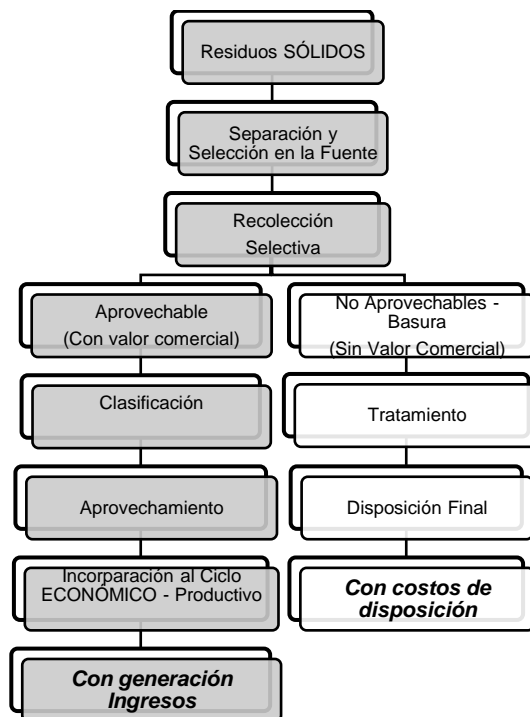 Residuos SÓLIDOS
Separación y
Selección en la Fuente
Recolección
Selectiva
Aprovechable
(Con valor comercial)
No Aprovechables -
Basura
(Sin Valor Comercial)
Clasificación
Tratamiento
Aprovechamiento
Disposición Final
Incorparación al Ciclo
ECONÓMICO - Productivo
Con costos de
disposición
Con generación
Ingresos